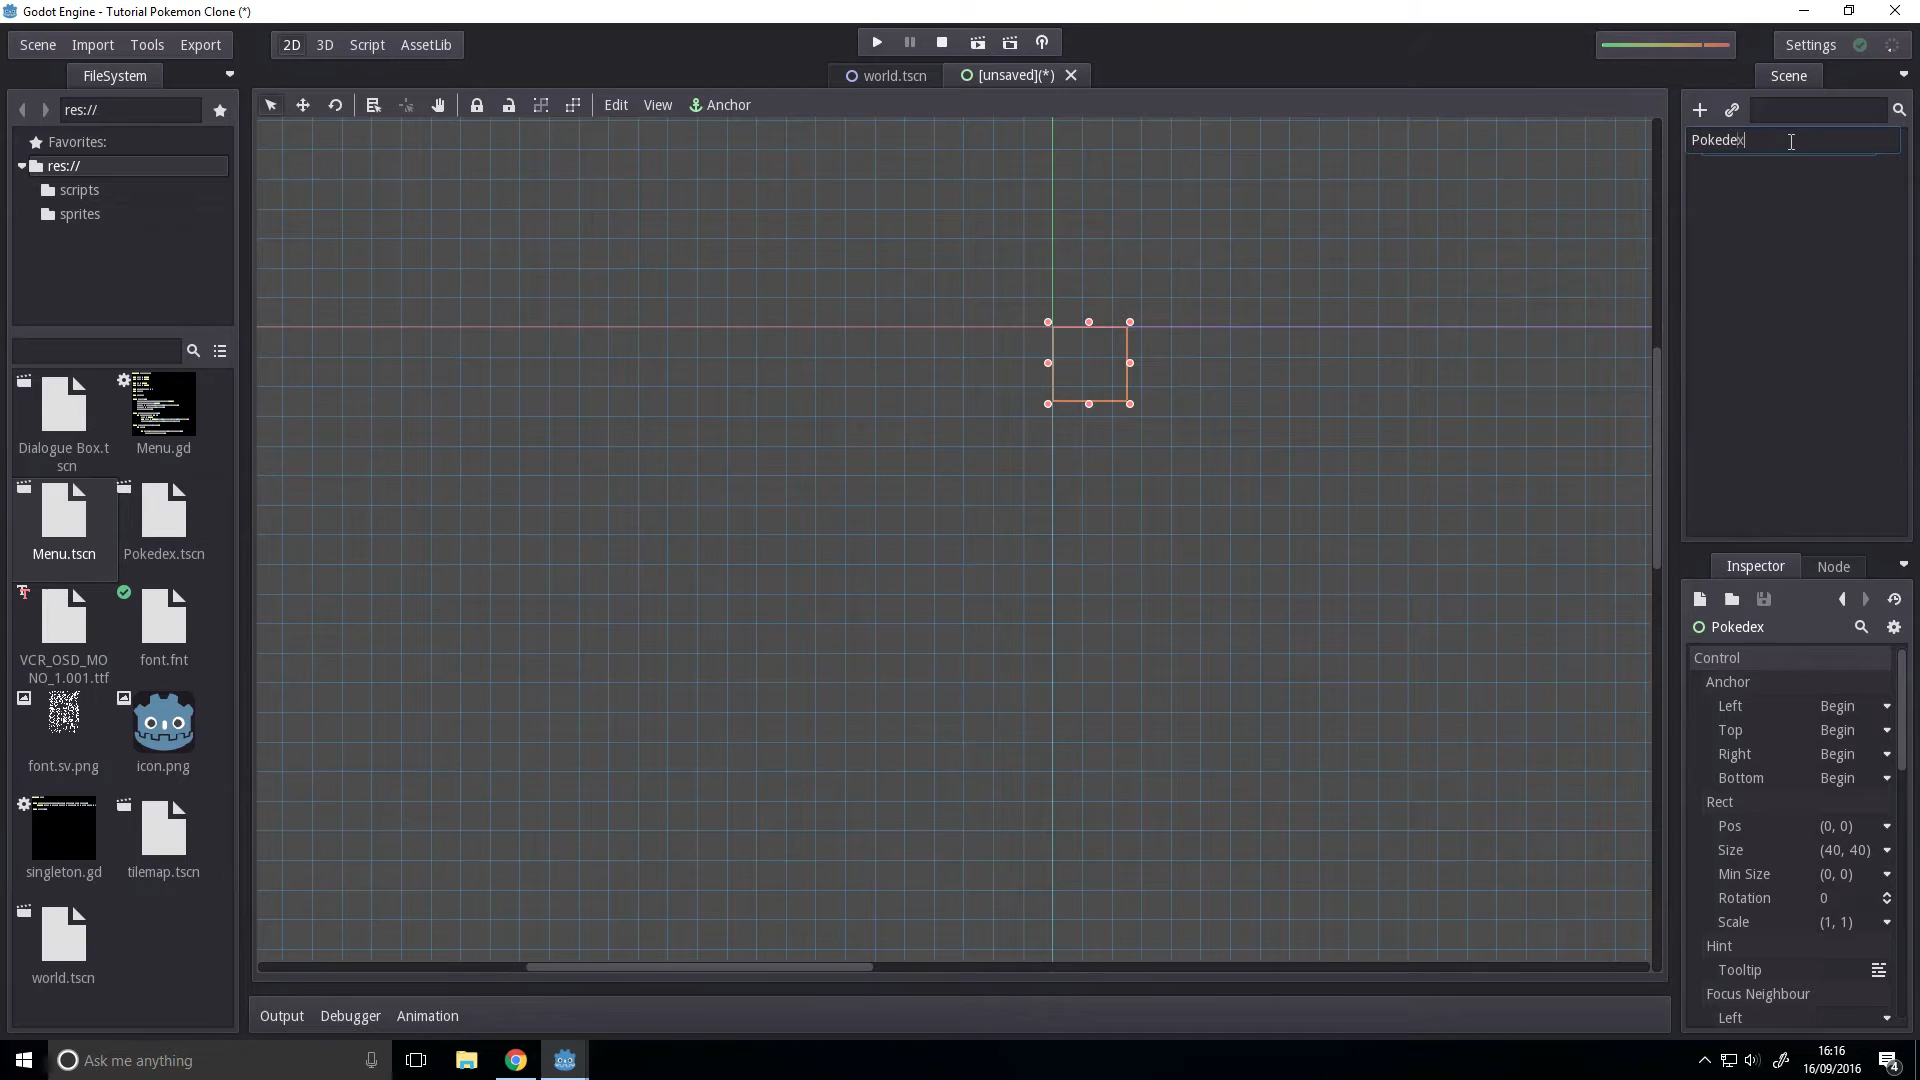 Godot Engine - Tutorial Pokemon Clone (*)
Scene Import Tools Export
2D 3D Script AssetLib
Settings
FileSystem
world.tscn
[unsaved](*)
Scene
res://
Edit View Anchor
Favorites:
res://
scripts
sprites
Pokedex
Dialogue Box.t
scn
Menu.gd
Menu.tscn
Pokedex.tscn
VCR_OSD_MO
NO_1.001.ttf
font.fnt
font.sv.png
icon.png
singleton.gd
tilemap.tscn
world.tscn
Inspector Node
Pokedex
Control
Anchor
Left Begin
Top Begin
Right Begin
Bottom Begin
Rect
Pos (0, 0)
Size (40, 40)
Min Size (0, 0)
Rotation 0
Scale (1, 1)
Hint
Tooltip
Focus Neighbour
Left
Output Debugger Animation
Ask me anything
16:16
16/09/2016
4